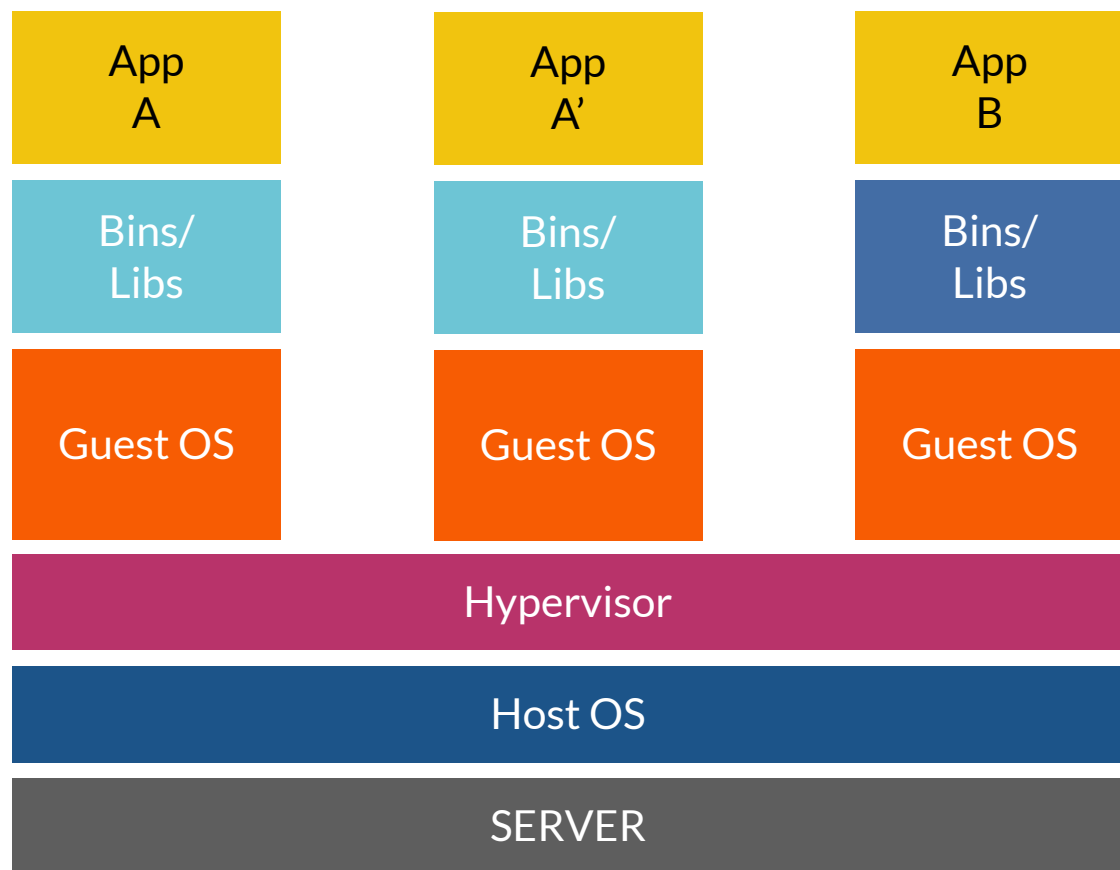 App
A
App
A’
App
B
Bins/
Libs
Bins/
Libs
Bins/
Libs
Guest OS
Guest OS
Guest OS
Hypervisor
Host OS
SERVER